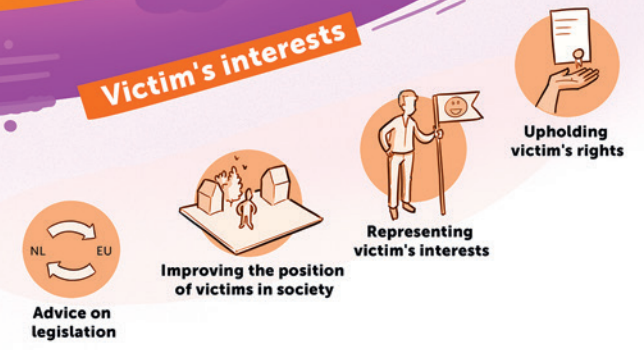 Victim's interests
Upholding
victim's rights
Representing
victim's interests
Improving the position
of victims in society
NL
EU
Advice on
legislation